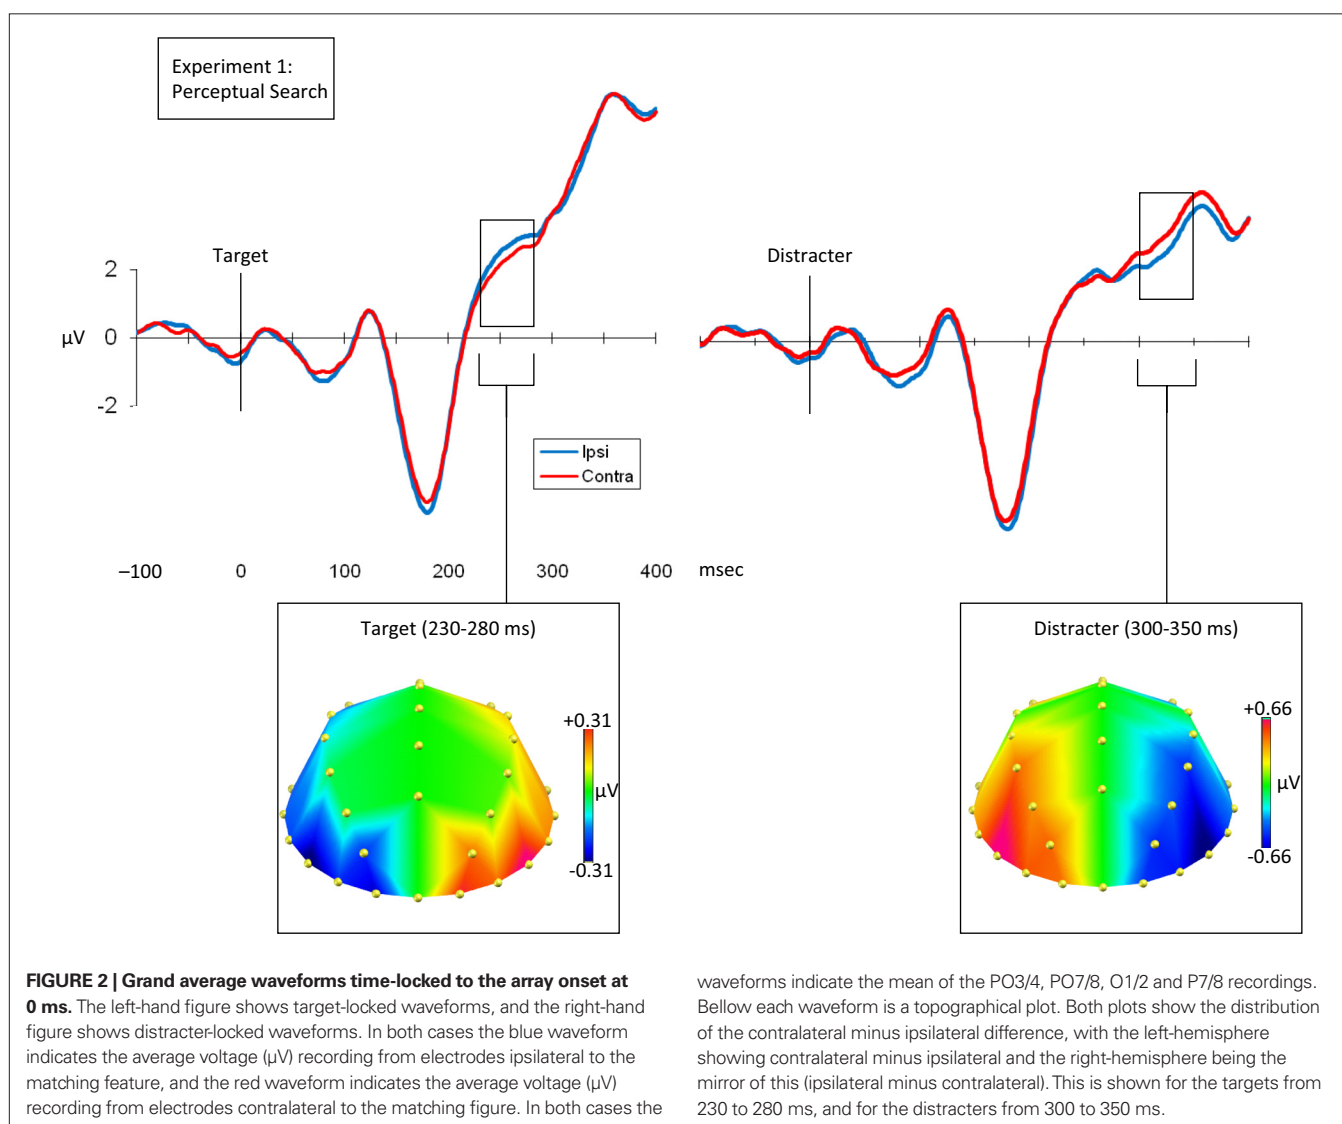 Experiment 1:
Perceptual Search
Target
Distracter
2
μV
0
-2
Ipsi
Contra
–100
0
100
200
300
400
msec
Target (230-280 ms)
+0.31
μV
-0.31
Distracter (300-350 ms)
+0.66
μV
-0.66
FIGURE 2 | Grand average waveforms time-locked to the array onset at
0 ms. The left-hand figure shows target-locked waveforms, and the right-hand
figure shows distracter-locked waveforms. In both cases the blue waveform
indicates the average voltage (μV) recording from electrodes ipsilateral to the
matching feature, and the red waveform indicates the average voltage (μV)
recording from electrodes contralateral to the matching figure. In both cases the
waveforms indicate the mean of the PO3/4, PO7/8, O1/2 and P7/8 recordings.
Bellow each waveform is a topographical plot. Both plots show the distribution
of the contralateral minus ipsilateral difference, with the left-hemisphere
showing contralateral minus ipsilateral and the right-hemisphere being the
mirror of this (ipsilateral minus contralateral). This is shown for the targets from
230 to 280 ms, and for the distracters from 300 to 350 ms.